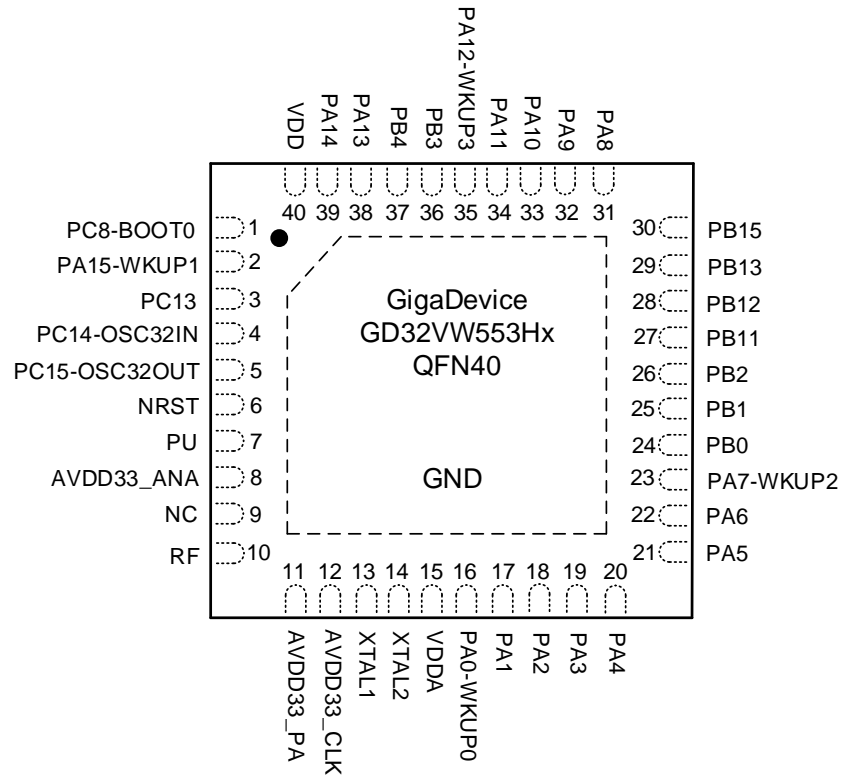 PA12-WKUP3
VDD
PA14
PA13
PB4
PB3
PA11
PA10
PA9
PA8
40
39
38
37
36
35
34
33
32
31
PC8-BOOT0
1
PA15-WKUP1
2
PC13
3
PC14-OSC32IN
4
PC15-OSC32OUT
5
NRST
6
PU
7
AVDD33_ANA
8
NC
9
RF
10
GigaDevice
GD32VW553Hx
QFN40
GND
30
PB15
29
PB13
28
PB12
27
PB11
26
PB2
25
PB1
24
PB0
23
PA7-WKUP2
22
PA6
21
PA5
11
12
13
14
15
16
17
18
19
20
AVDD33_PA
AVDD33_CLK
XTAL1
XTAL2
VDDA
PA0-WKUP0
PA1
PA2
PA3
PA4